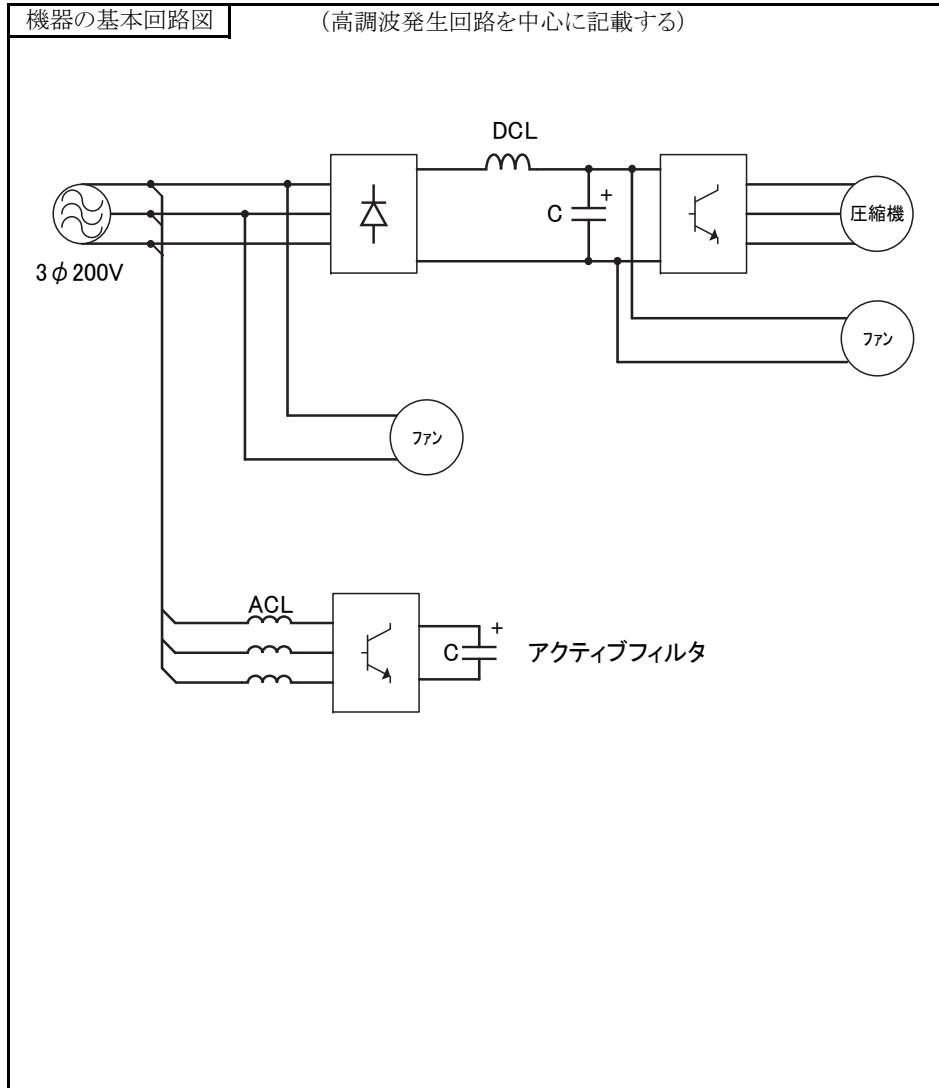 機器の基本回路図
（高調波発生回路を中心に記載する）
DCL
+
C
圧縮機
3φ200V
ファン
ファン
ACL
+
C
アクティブフィルタ